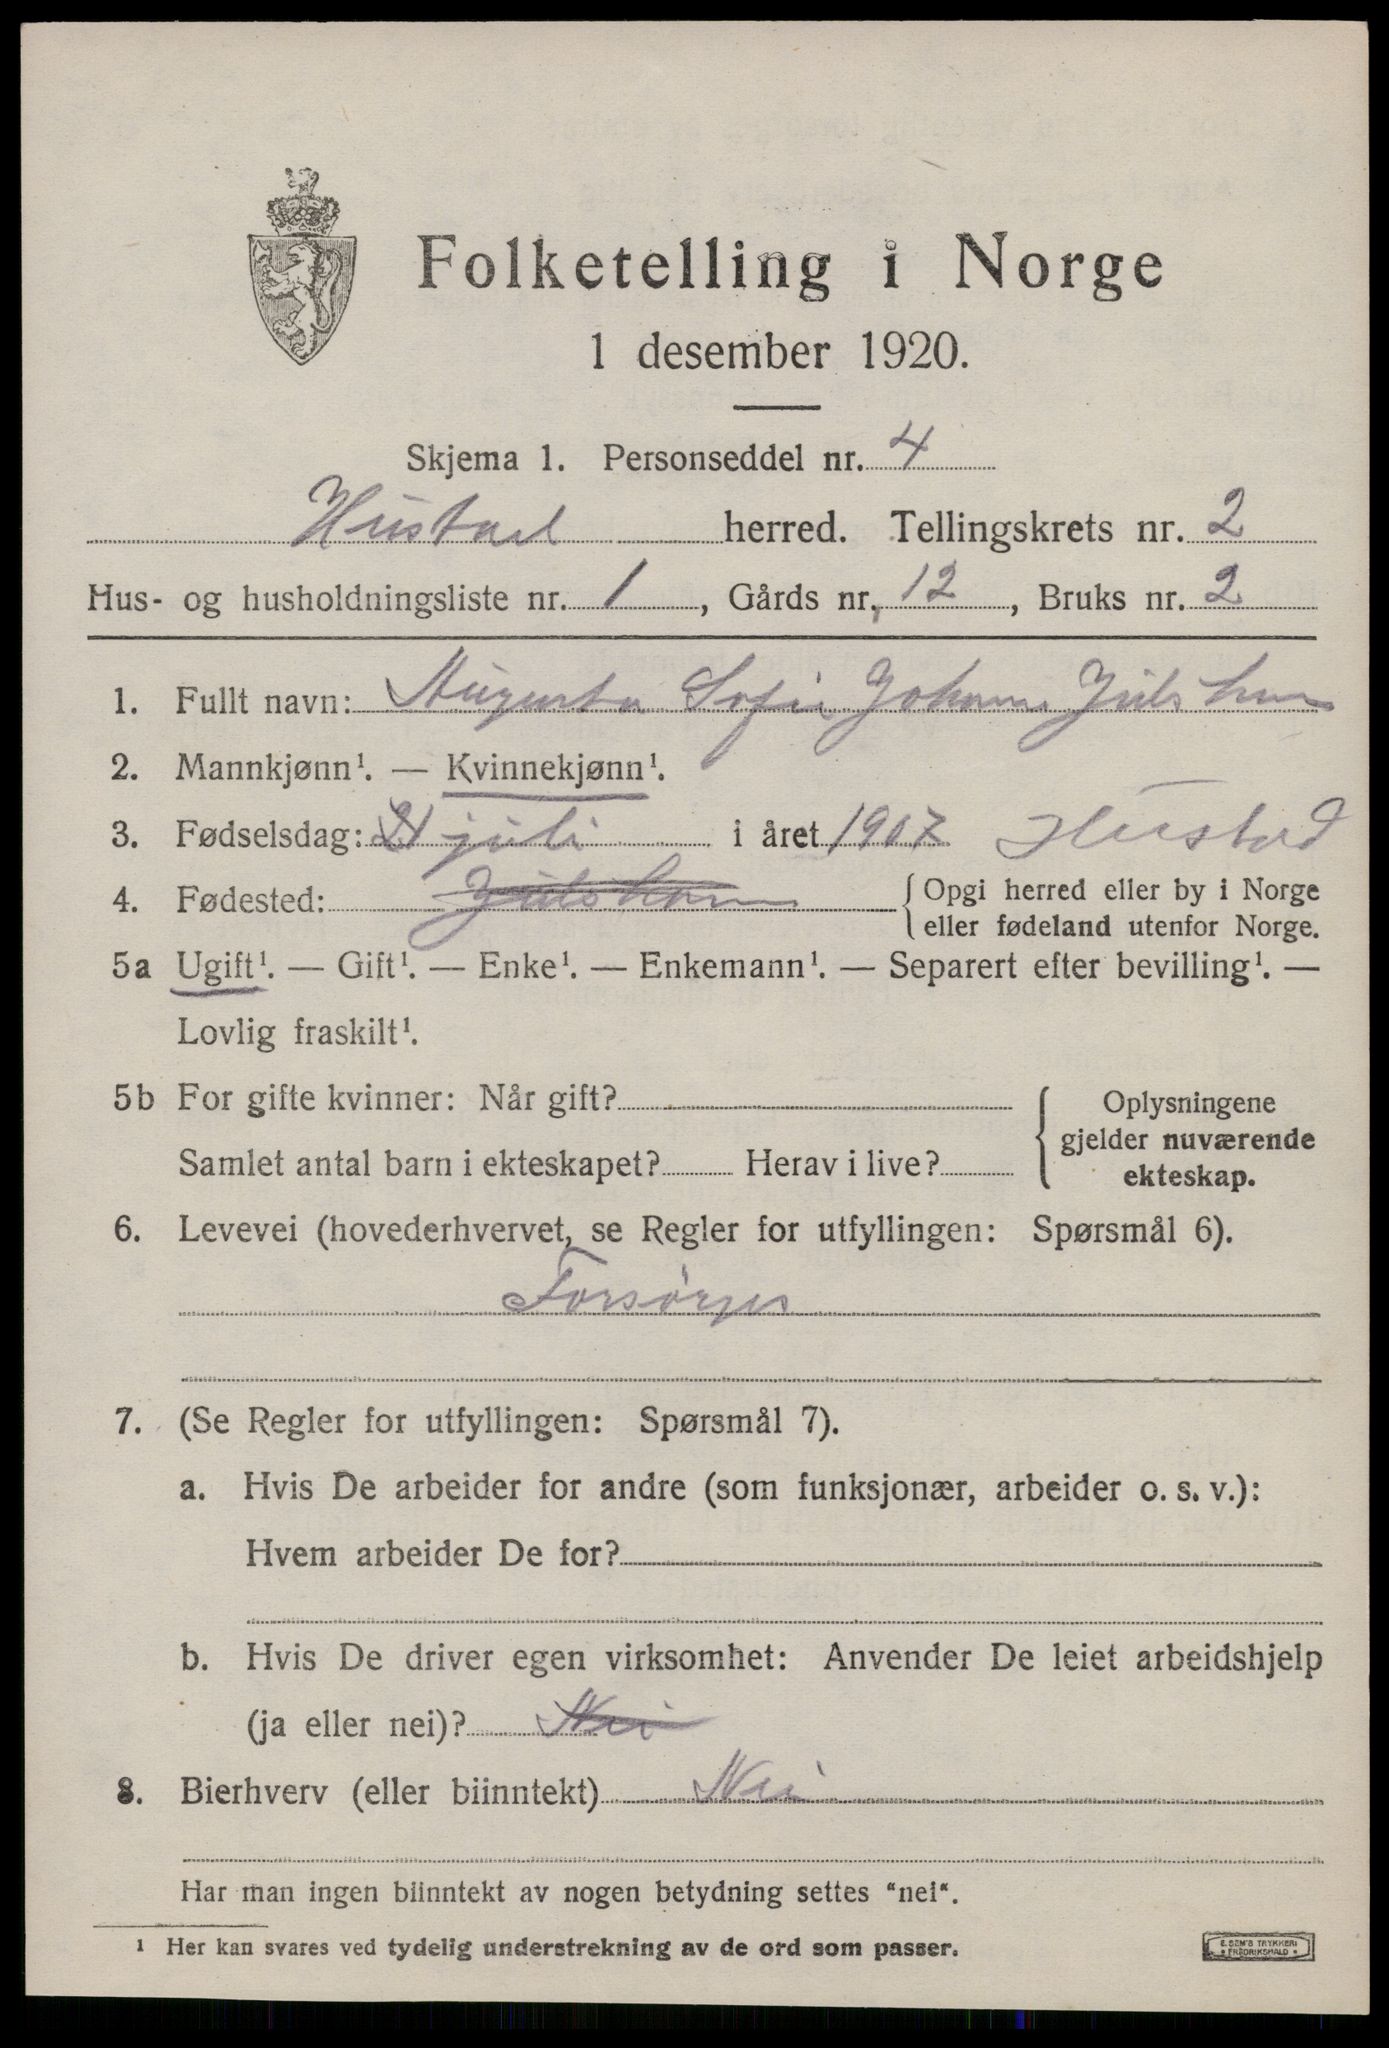 Folketelling i Norge
1 desember 1920.
Skjema 1. Personseddel nr. 4
Hustad herred. Tellingskrets nr. 2
Hus- og husholdningsliste nr. 1, Gårds nr. 12, Bruks nr. 2
1. Fullt navn: Augusta Sofie Johanne Julshavn
2. Mannkjønn¹. — Kvinnekjønn¹.
3. Fødselsdag: juli i året 1907 Hustad
4. Fødested: Julshavn { Opgi herred eller by i Norge
eller fødeland utenfor Norge.
5a Ugift¹. — Gift¹. — Enke¹. — Enkemann¹. — Separert efter bevilling¹. —
Lovlig fraskilt¹.
5b For gifte kvinner: Når gift?
Samlet antal barn i ekteskapet? Herav i live?
{ Oplysningene
gjelder nuværende
ekteskap.
6. Levevei (hovederhvervet, se Regler for utfyllingen: Spørsmål 6).
Forsørges
7. (Se Regler for utfyllingen: Spørsmål 7).
a. Hvis De arbeider for andre (som funksjonær, arbeider o. s. v.):
Hvem arbeider De for?
b. Hvis De driver egen virksomhet: Anvender De leiet arbeidshjelp
(ja eller nei)? Nei
8. Bierhverv (eller biinntekt) Nei
Har man ingen biinntekt av nogen betydning settes "nei".
¹ Her kan svares ved tydelig understrekning av de ord som passer.
E. SEM'S TRYKKERI
• FREDRIKSHALD •